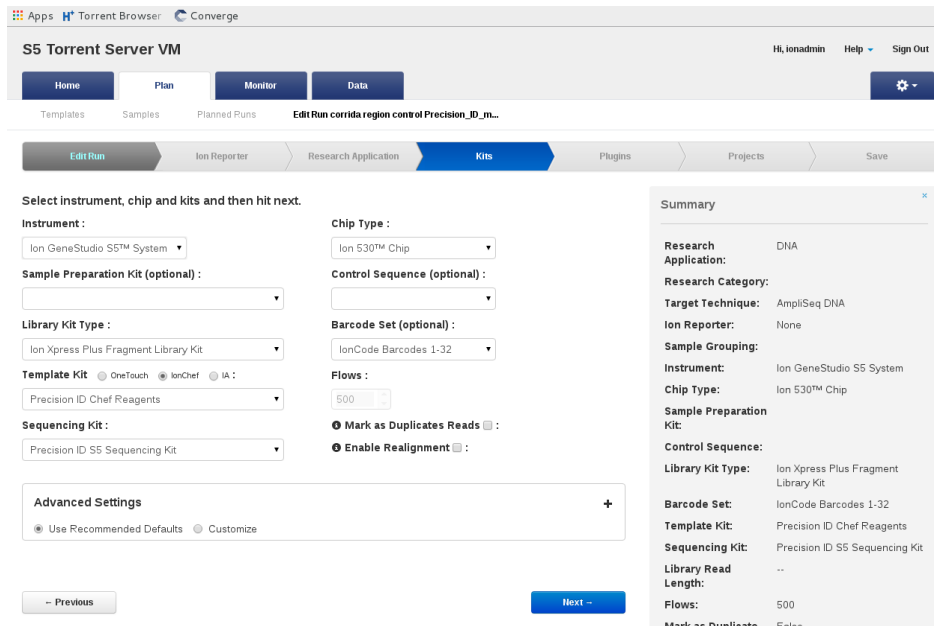 Apps H+ Torrent Browser Converge
S5 Torrent Server VM
Hi, ionadmin Help Sign Out
Home Plan Monitor Data
Templates Samples Planned Runs Edit Run corrida region control Precision_ID_m...
Edit Run Ion Reporter Research Application Kits Plugins Projects Save
Select instrument, chip and kits and then hit next.
Instrument : Chip Type :
Ion GeneStudio S5™ System Ion 530™ Chip
Sample Preparation Kit (optional) : Control Sequence (optional) :
Library Kit Type : Barcode Set (optional) :
Ion Xpress Plus Fragment Library Kit IonCode Barcodes 1-32
Template Kit OneTouch IonChef IA : Flows :
Precision ID Chef Reagents 500
Sequencing Kit : Mark as Duplicates Reads :
Precision ID S5 Sequencing Kit Enable Realignment :
Advanced Settings +
Use Recommended Defaults Customize
← Previous Next →
Summary ×
Research Application: DNA
Research Category:
Target Technique: AmpliSeq DNA
Ion Reporter: None
Sample Grouping:
Instrument: Ion GeneStudio S5 System
Chip Type: Ion 530™ Chip
Sample Preparation Kit:
Control Sequence:
Library Kit Type: Ion Xpress Plus Fragment Library Kit
Barcode Set: IonCode Barcodes 1-32
Template Kit: Precision ID Chef Reagents
Sequencing Kit: Precision ID S5 Sequencing Kit
Library Read Length: --
Flows: 500
Mark as Duplicate False